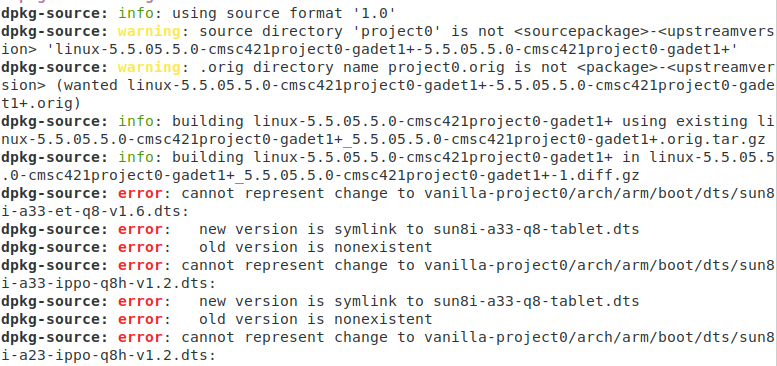 dpkg-source: info: using source format '1.0'
dpkg-source: warning: source directory 'project0' is not <sourcepackage>-<upstreamvers
ion> 'linux-5.5.05.5.0-cmsc421project0-gadet1+-5.5.05.5.0-cmsc421project0-gadet1+'
dpkg-source: warning: .orig directory name project0.orig is not <package>-<upstreamver
sion> (wanted linux-5.5.05.5.0-cmsc421project0-gadet1+-5.5.05.5.0-cmsc421project0-gade
t1+.orig)
dpkg-source: info: building linux-5.5.05.5.0-cmsc421project0-gadet1+ using existing li
nux-5.5.05.5.0-cmsc421project0-gadet1+_5.5.05.5.0-cmsc421project0-gadet1+.orig.tar.gz
dpkg-source: info: building linux-5.5.05.5.0-cmsc421project0-gadet1+ in linux-5.5.05.5
.0-cmsc421project0-gadet1+_5.5.05.5.0-cmsc421project0-gadet1+-1.diff.gz
dpkg-source: error: cannot represent change to vanilla-project0/arch/arm/boot/dts/sun8
i-a33-et-q8-v1.6.dts:
dpkg-source: error:   new version is symlink to sun8i-a33-q8-tablet.dts
dpkg-source: error:   old version is nonexistent
dpkg-source: error: cannot represent change to vanilla-project0/arch/arm/boot/dts/sun8
i-a33-ippo-q8h-v1.2.dts:
dpkg-source: error:   new version is symlink to sun8i-a33-q8-tablet.dts
dpkg-source: error:   old version is nonexistent
dpkg-source: error: cannot represent change to vanilla-project0/arch/arm/boot/dts/sun8
i-a23-ippo-q8h-v1.2.dts: